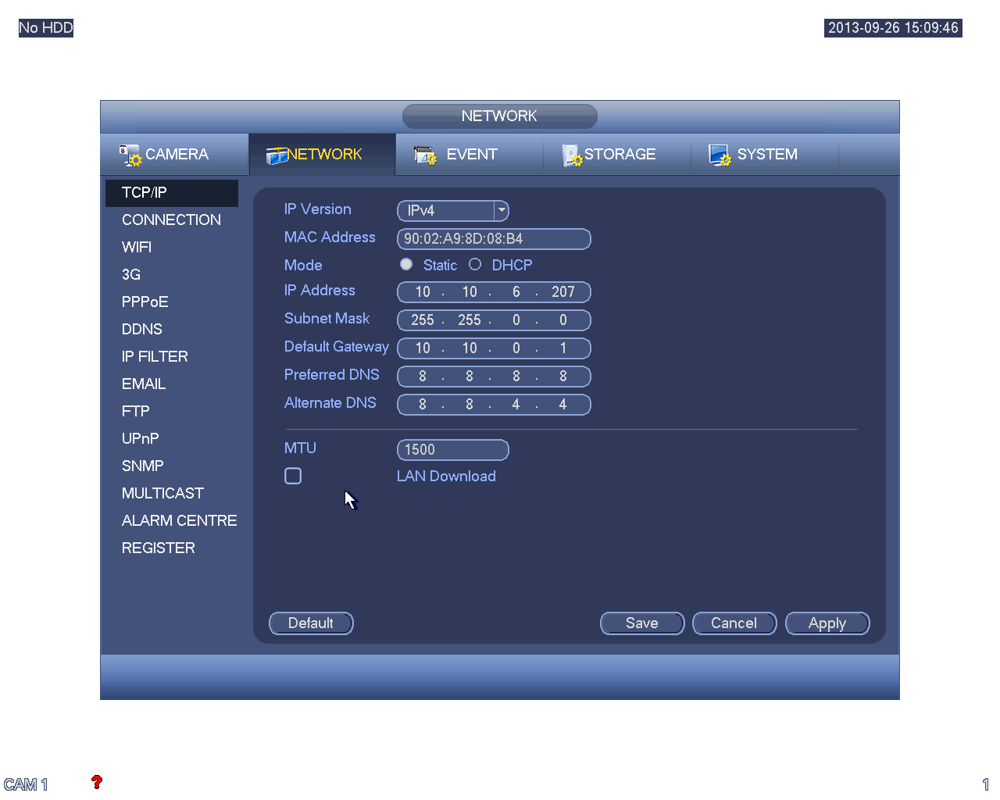 No HDD
2013-09-26 15:09:46
NETWORK
CAMERA
NETWORK
EVENT
STORAGE
SYSTEM
TCP/IP
CONNECTION
WIFI
3G
PPPoE
DDNS
IP FILTER
EMAIL
FTP
UPnP
SNMP
MULTICAST
ALARM CENTRE
REGISTER
IP Version IPv4
MAC Address 90:02:A9:8D:08:B4
Mode Static DHCP
IP Address 10 . 10 . 6 . 207
Subnet Mask 255 . 255 . 0 . 0
Default Gateway 10 . 10 . 0 . 1
Preferred DNS 8 . 8 . 8 . 8
Alternate DNS 8 . 8 . 4 . 4
MTU 1500
LAN Download
Default
Save
Cancel
Apply
CAM 1
?
1